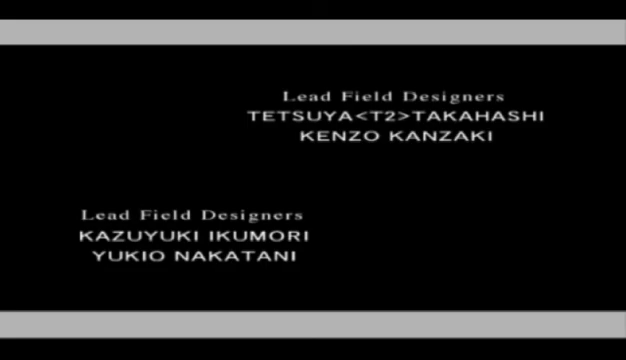 Lead Field Designers
TETSUYA<T2>TAKAHASHI
KENZO KANZAKI
Lead Field Designers
KAZUYUKI IKUMORI
YUKIO NAKATANI